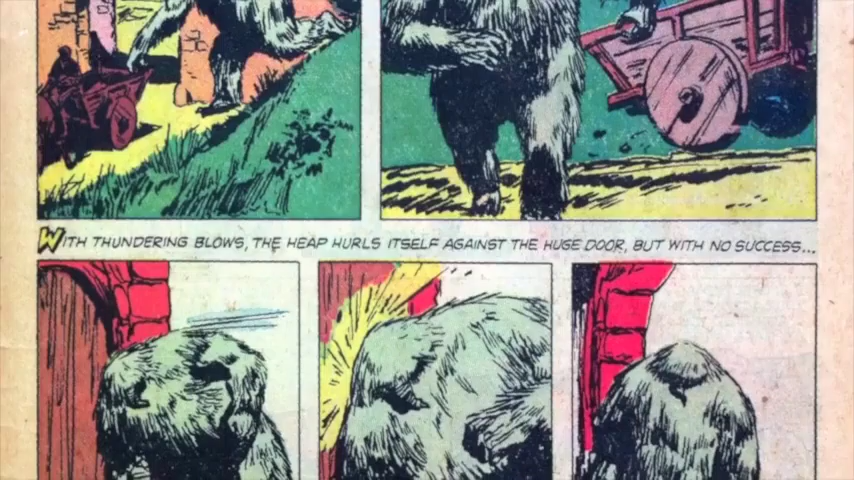 WITH THUNDERING BLOWS, THE HEAP HURLS ITSELF AGAINST THE HUGE DOOR, BUT WITH NO SUCCESS...